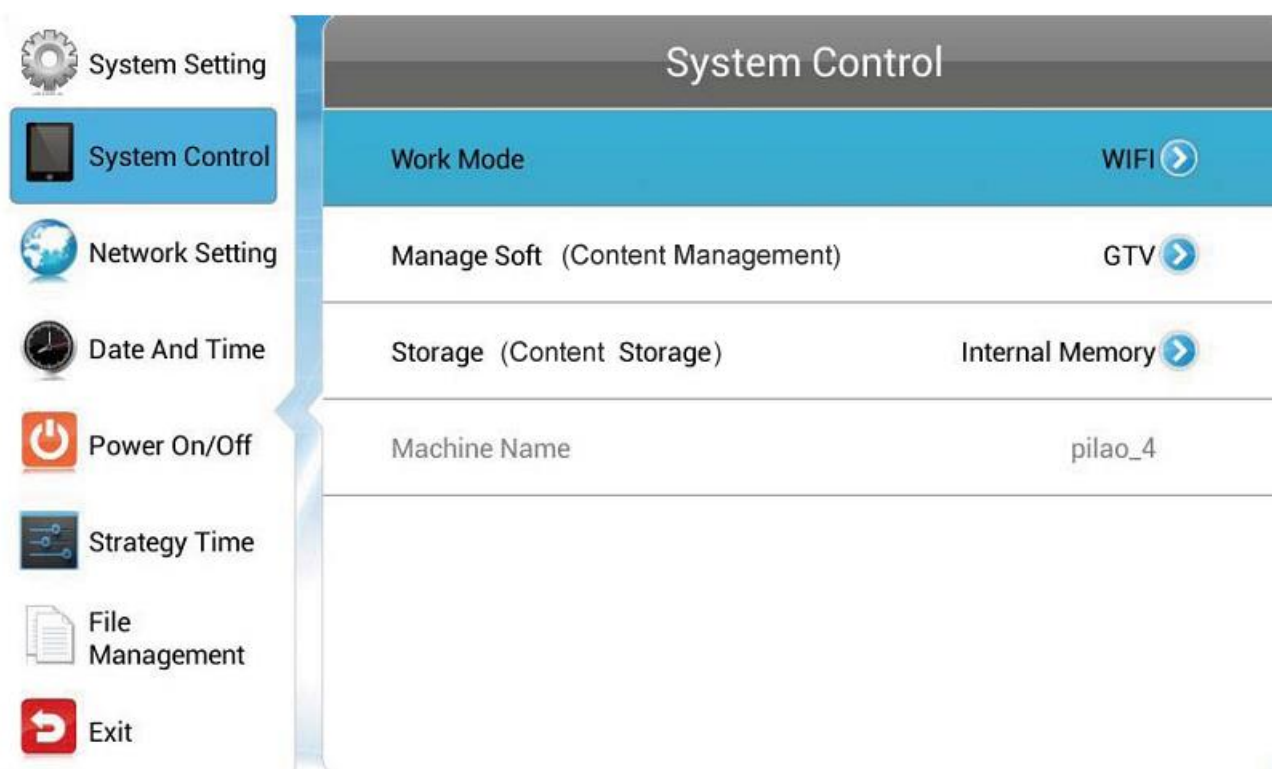 System Setting
System Control
Network Setting
Date And Time
Power On/Off
Strategy Time
File
Management
Exit
System Control
Work Mode WIFI
Manage Soft (Content Management) GTV
Storage (Content Storage) Internal Memory
Machine Name pilao_4